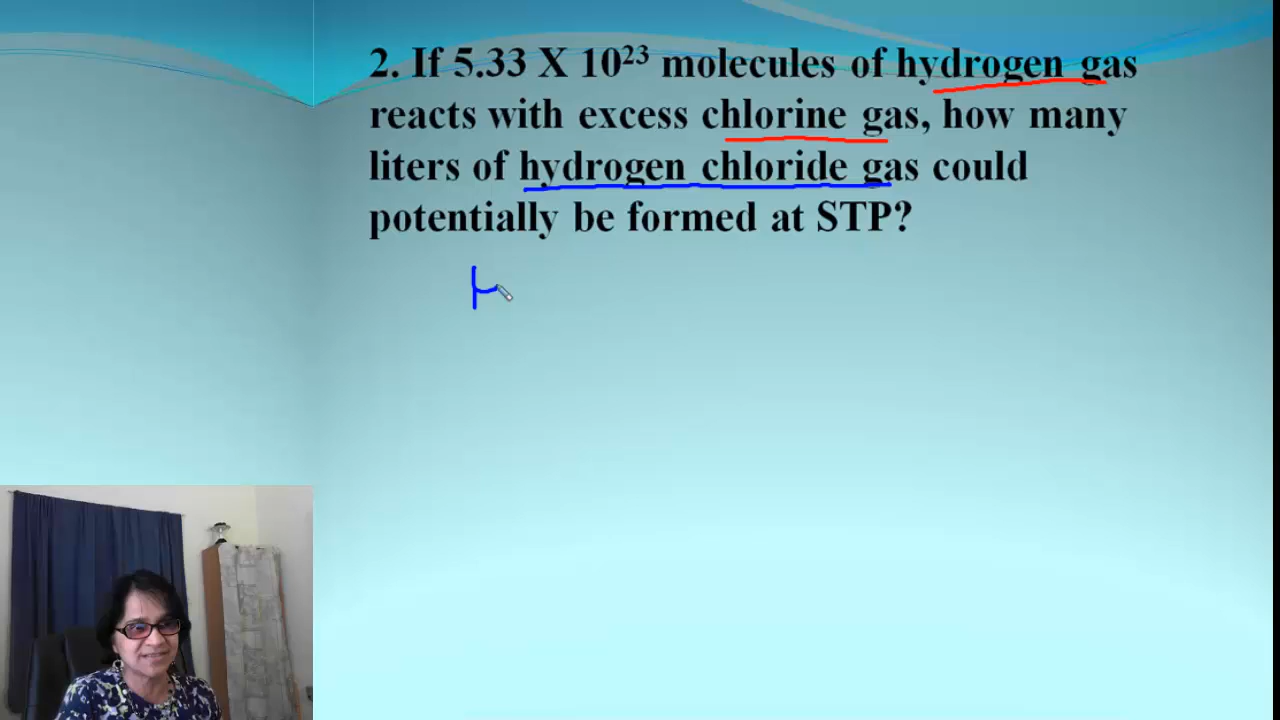 2. If 5.33 X 10²³ molecules of hydrogen gas
reacts with excess chlorine gas, how many
liters of hydrogen chloride gas could
potentially be formed at STP?